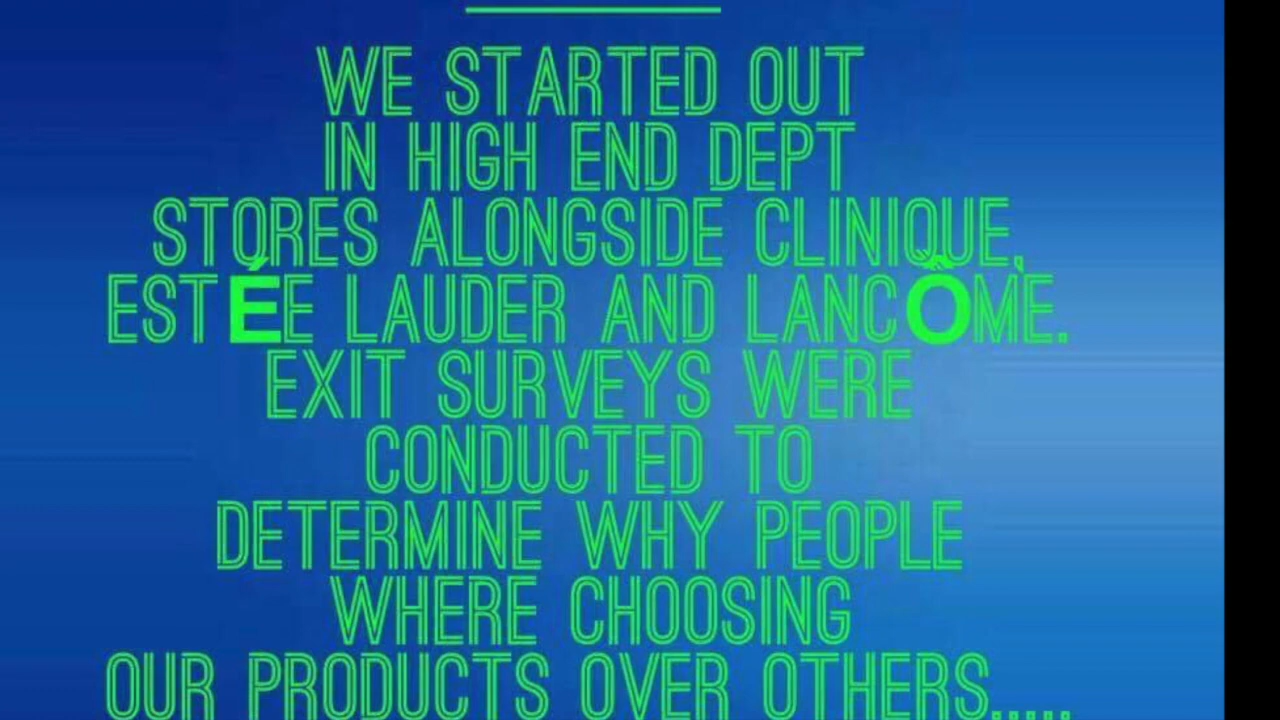 WE STARTED OUT
IN HIGH END DEPT
STORES ALONGSIDE CLINIQUE,
ESTÉE LAUDER AND LANCÔME.
EXIT SURVEYS WERE
CONDUCTED TO
DETERMINE WHY PEOPLE
WHERE CHOOSING
OUR PRODUCTS OVER OTHERS.....